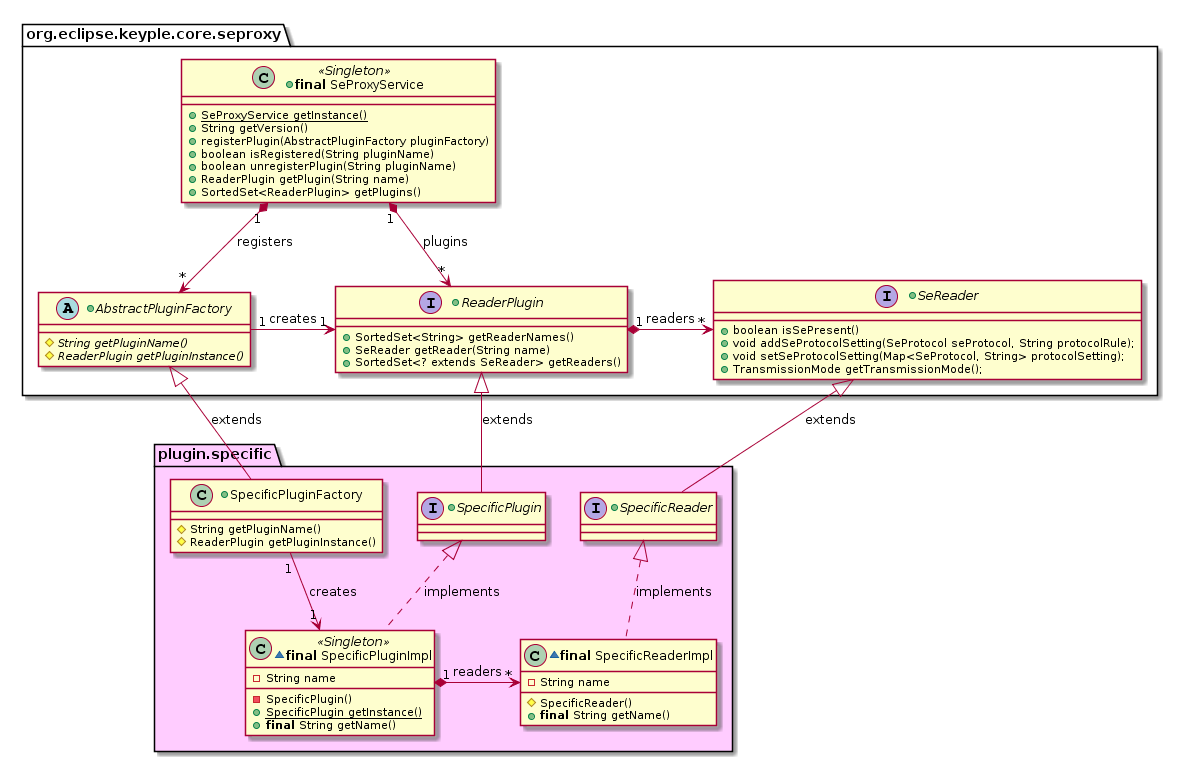 org.eclipse.keyple.core.seproxy
«Singleton»
C final SeProxyService
SeProxyService getInstance()
String getVersion()
registerPlugin(AbstractPluginFactory pluginFactory)
boolean isRegistered(String pluginName)
boolean unregisterPlugin(String pluginName)
ReaderPlugin getPlugin(String name)
SortedSet<ReaderPlugin> getPlugins()
1
1
registers
plugins
*
*
A AbstractPluginFactory
String getPluginName()
ReaderPlugin getPluginInstance()
1 creates 1
I ReaderPlugin
SortedSet<String> getReaderNames()
SeReader getReader(String name)
SortedSet<? extends SeReader> getReaders()
1 readers *
I SeReader
boolean isSePresent()
void addSeProtocolSetting(SeProtocol seProtocol, String protocolRule);
void setSeProtocolSetting(Map<SeProtocol, String> protocolSetting);
TransmissionMode getTransmissionMode();
extends
extends
extends
plugin.specific
C SpecificPluginFactory
String getPluginName()
ReaderPlugin getPluginInstance()
I SpecificPlugin
I SpecificReader
1
creates
1
implements
implements
«Singleton»
C final SpecificPluginImpl
String name
SpecificPlugin()
SpecificPlugin getInstance()
final String getName()
1 readers *
C final SpecificReaderImpl
String name
SpecificReader()
final String getName()